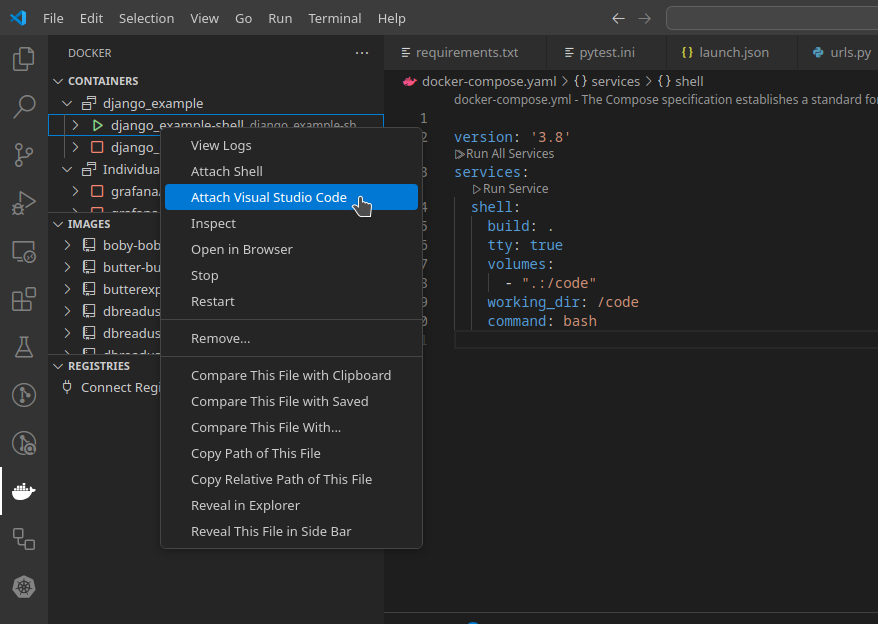 File Edit Selection View Go Run Terminal Help
DOCKER
CONTAINERS
django_example
django_example-shell django_example-sh
django_
Individua
grafana
IMAGES
boby-bob
butter-bu
butterexp
dbreadus
dbreadus
dbreadus
REGISTRIES
Connect Regi
View Logs
Attach Shell
Attach Visual Studio Code
Inspect
Open in Browser
Stop
Restart
Remove...
Compare This File with Clipboard
Compare This File with Saved
Compare This File With...
Copy Path of This File
Copy Relative Path of This File
Reveal in Explorer
Reveal This File in Side Bar
requirements.txt pytest.ini {} launch.json urls.py
docker-compose.yaml > {} services > {} shell
docker-compose.yml - The Compose specification establishes a standard for
1
2 version: '3.8'
Run All Services
3 services:
Run Service
4 shell:
5 build: .
6 tty: true
7 volumes:
8 - ".:/code"
9 working_dir: /code
0 command: bash
1